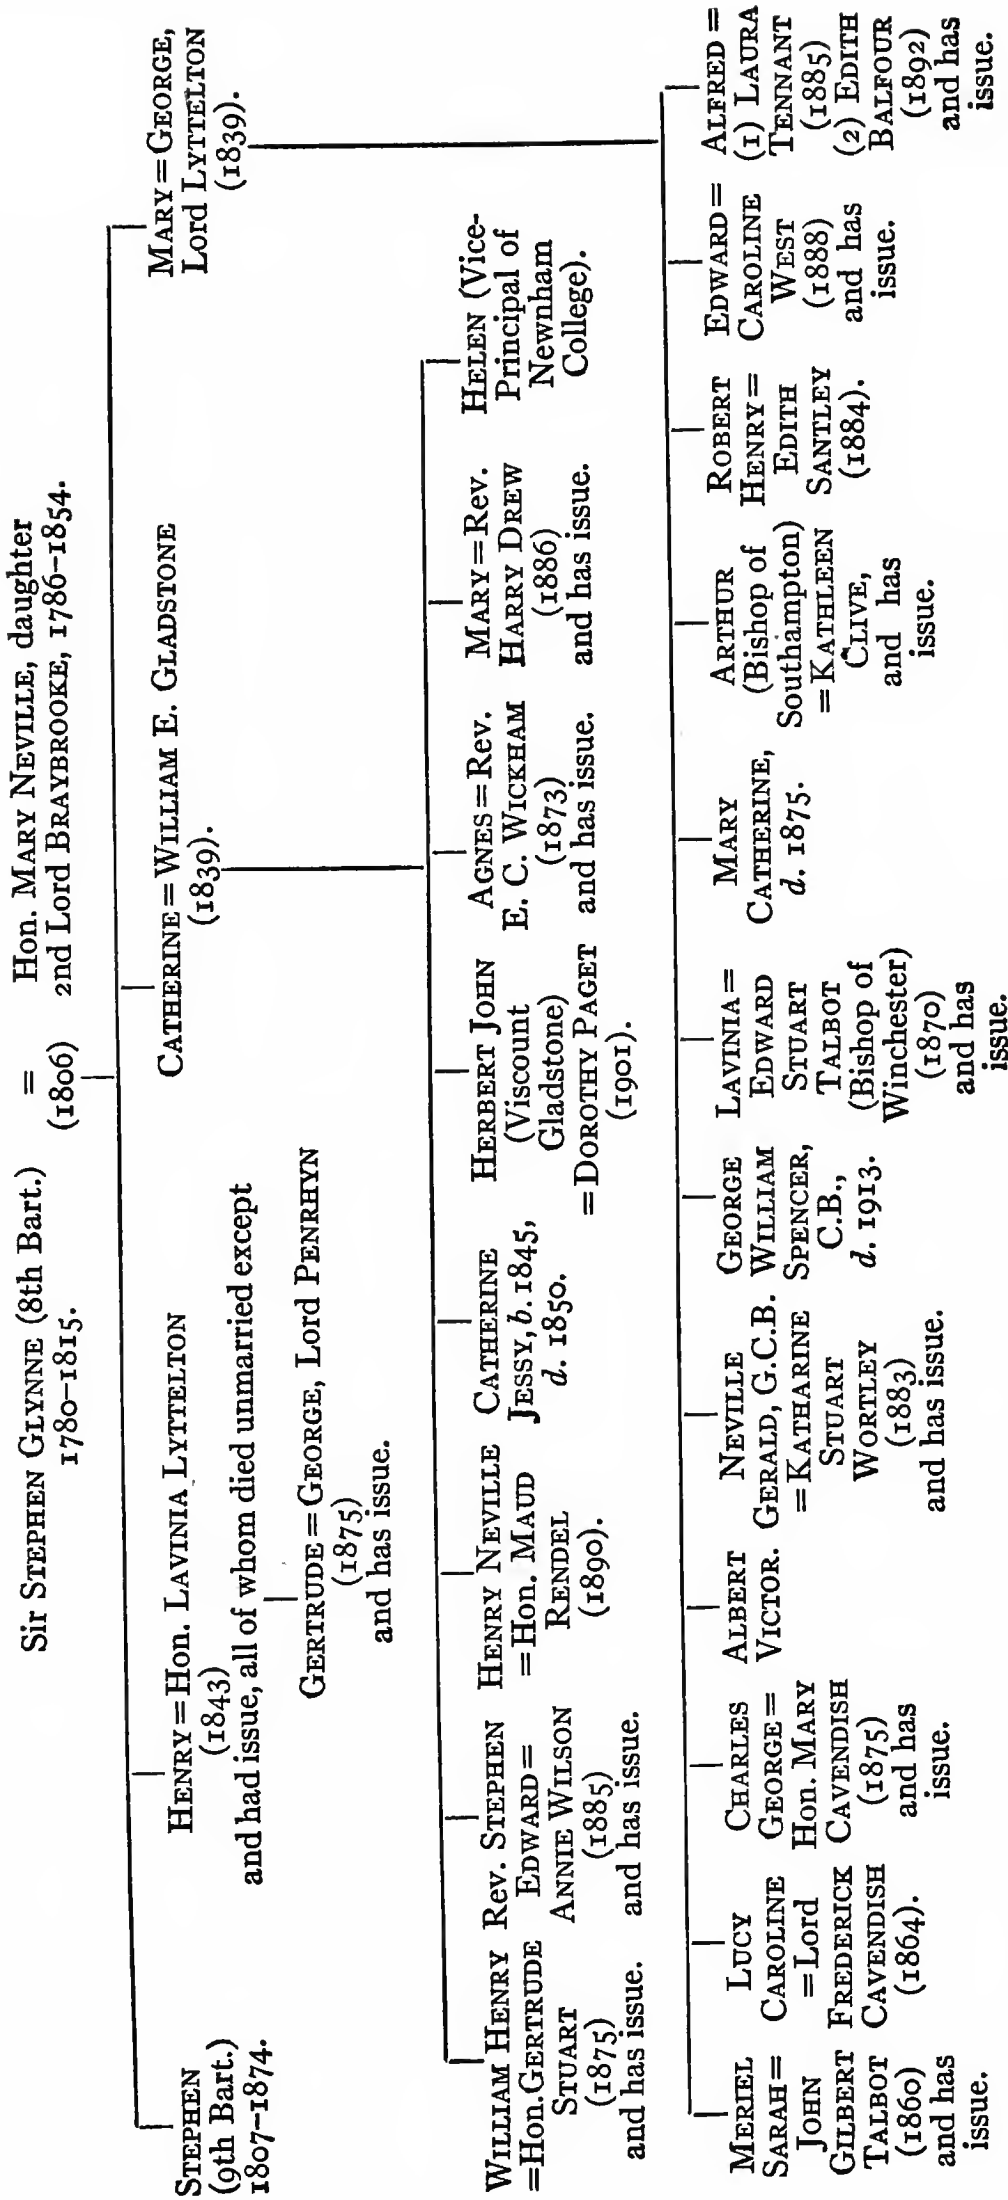 Sir STEPHEN GLYNNE (8th Bart.)
1780–1815.
=
(1806)
Hon. MARY NEVILLE, daughter
2nd Lord BRAYBROOKE, 1786–1854.
STEPHEN
(9th Bart.)
1807–1874.
HENRY = Hon. LAVINIA LYTTELTON
(1843)
and had issue, all of whom died unmarried except
GERTRUDE = GEORGE, Lord PENRHYN
(1875)
and has issue.
CATHERINE = WILLIAM E. GLADSTONE
(1839).
MARY = GEORGE,
Lord LYTTELTON
(1839).
WILLIAM HENRY
=Hon. GERTRUDE
STUART
(1875)
and has issue.
Rev. STEPHEN
EDWARD =
ANNIE WILSON
(1885)
and has issue.
HENRY NEVILLE
=Hon. MAUD
RENDEL
(1890).
CATHERINE
JESSY, b. 1845,
d. 1850.
HERBERT JOHN
(Viscount
Gladstone)
=DOROTHY PAGET
(1901).
AGNES = Rev.
E. C. WICKHAM
(1873)
and has issue.
MARY = Rev.
HARRY DREW
(1886)
and has issue.
HELEN (Vice-
Principal of
Newnham
College).
MERIEL
SARAH =
JOHN
GILBERT
TALBOT
(1860)
and has
issue.
LUCY
CAROLINE
=Lord
FREDERICK
CAVENDISH
(1864).
CHARLES
GEORGE =
Hon. MARY
CAVENDISH
(1875)
and has
issue.
ALBERT
VICTOR.
NEVILLE
GERALD, G.C.B.
=KATHARINE
STUART
WORTLEY
(1883)
and has issue.
GEORGE
WILLIAM
SPENCER,
C.B.,
d. 1913.
LAVINIA =
EDWARD
STUART
TALBOT
(Bishop of
Winchester)
(1870)
and has
issue.
MARY
CATHERINE,
d. 1875.
ARTHUR
(Bishop of
Southampton)
=KATHLEEN
CLIVE,
and has
issue.
ROBERT
HENRY =
EDITH
SANTLEY
(1884).
EDWARD =
CAROLINE
WEST
(1888)
and has
issue.
ALFRED =
(1) LAURA
TENNANT
(1885)
(2) EDITH
BALFOUR
(1892)
and has
issue.